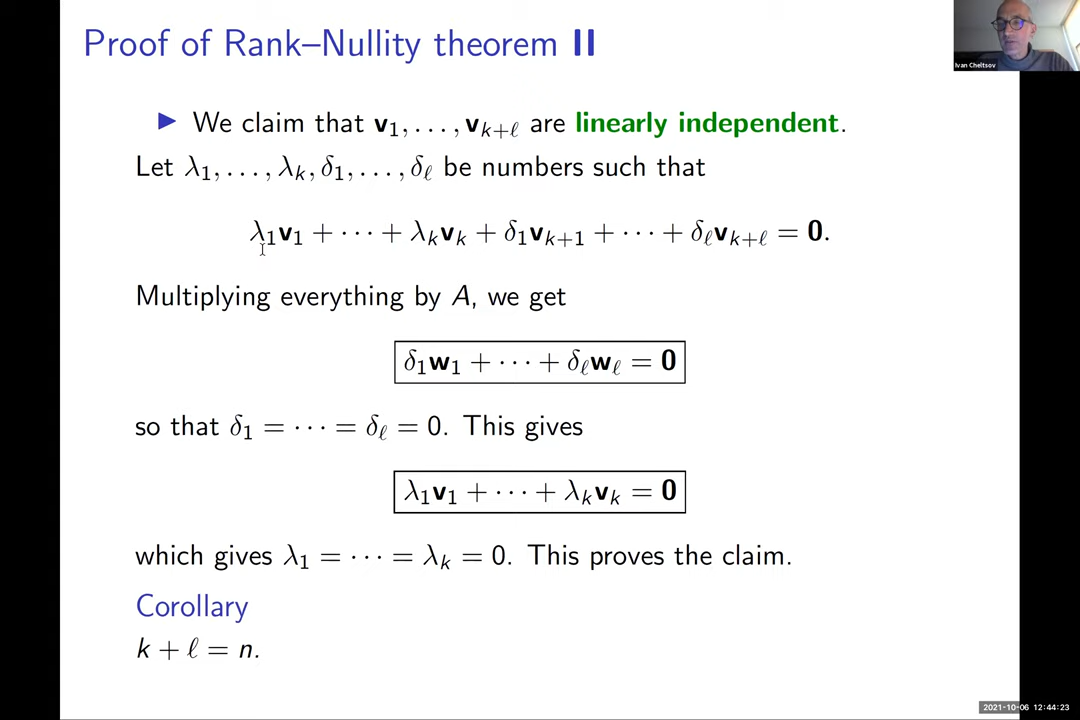 Proof of Rank–Nullity theorem II
Ivan Cheltsov
▶ We claim that v₁, . . . , vₖ₊ℓ are linearly independent.
Let λ₁, . . . , λₖ, δ₁, . . . , δℓ be numbers such that
λ₁v₁ + · · · + λₖvₖ + δ₁vₖ₊₁ + · · · + δℓvₖ₊ℓ = 0.
Multiplying everything by A, we get
δ₁w₁ + · · · + δℓwℓ = 0
so that δ₁ = · · · = δℓ = 0. This gives
λ₁v₁ + · · · + λₖvₖ = 0
which gives λ₁ = · · · = λₖ = 0. This proves the claim.
Corollary
k + ℓ = n.
2021-10-06 12:44:23